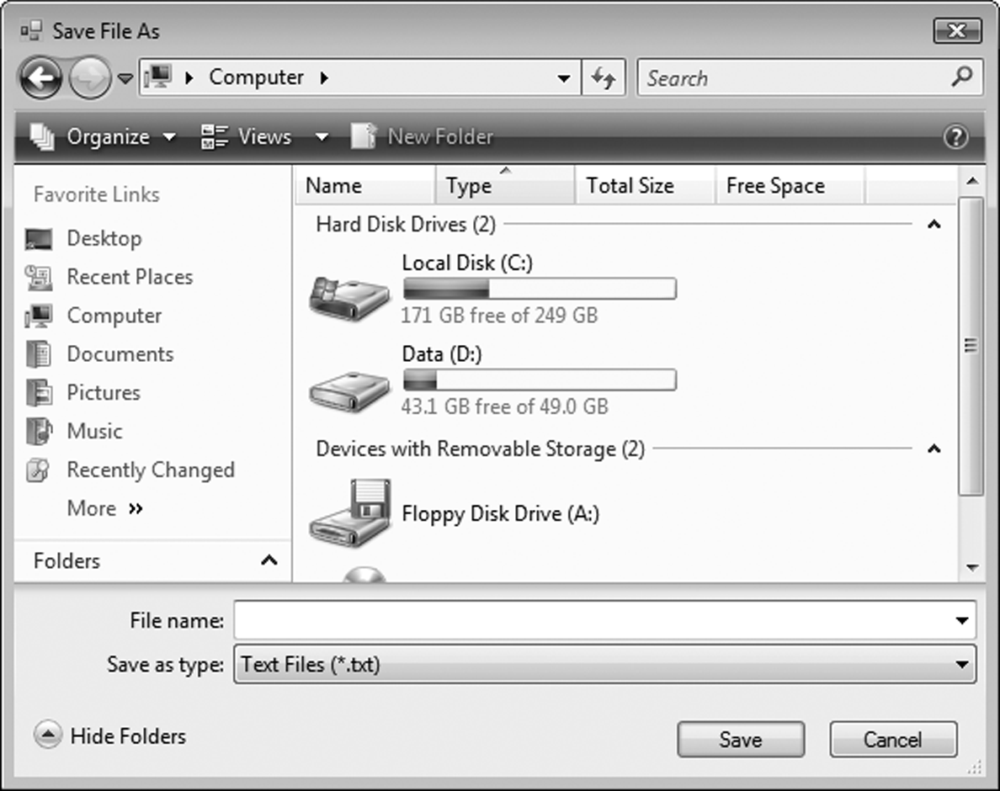 Save File As
Computer
Search
Organize Views New Folder
Favorite Links
Desktop
Recent Places
Computer
Documents
Pictures
Music
Recently Changed
More »
Folders
Name Type Total Size Free Space
Hard Disk Drives (2)
Local Disk (C:)
171 GB free of 249 GB
Data (D:)
43.1 GB free of 49.0 GB
Devices with Removable Storage (2)
Floppy Disk Drive (A:)
File name:
Save as type: Text Files (*.txt)
Hide Folders
Save Cancel